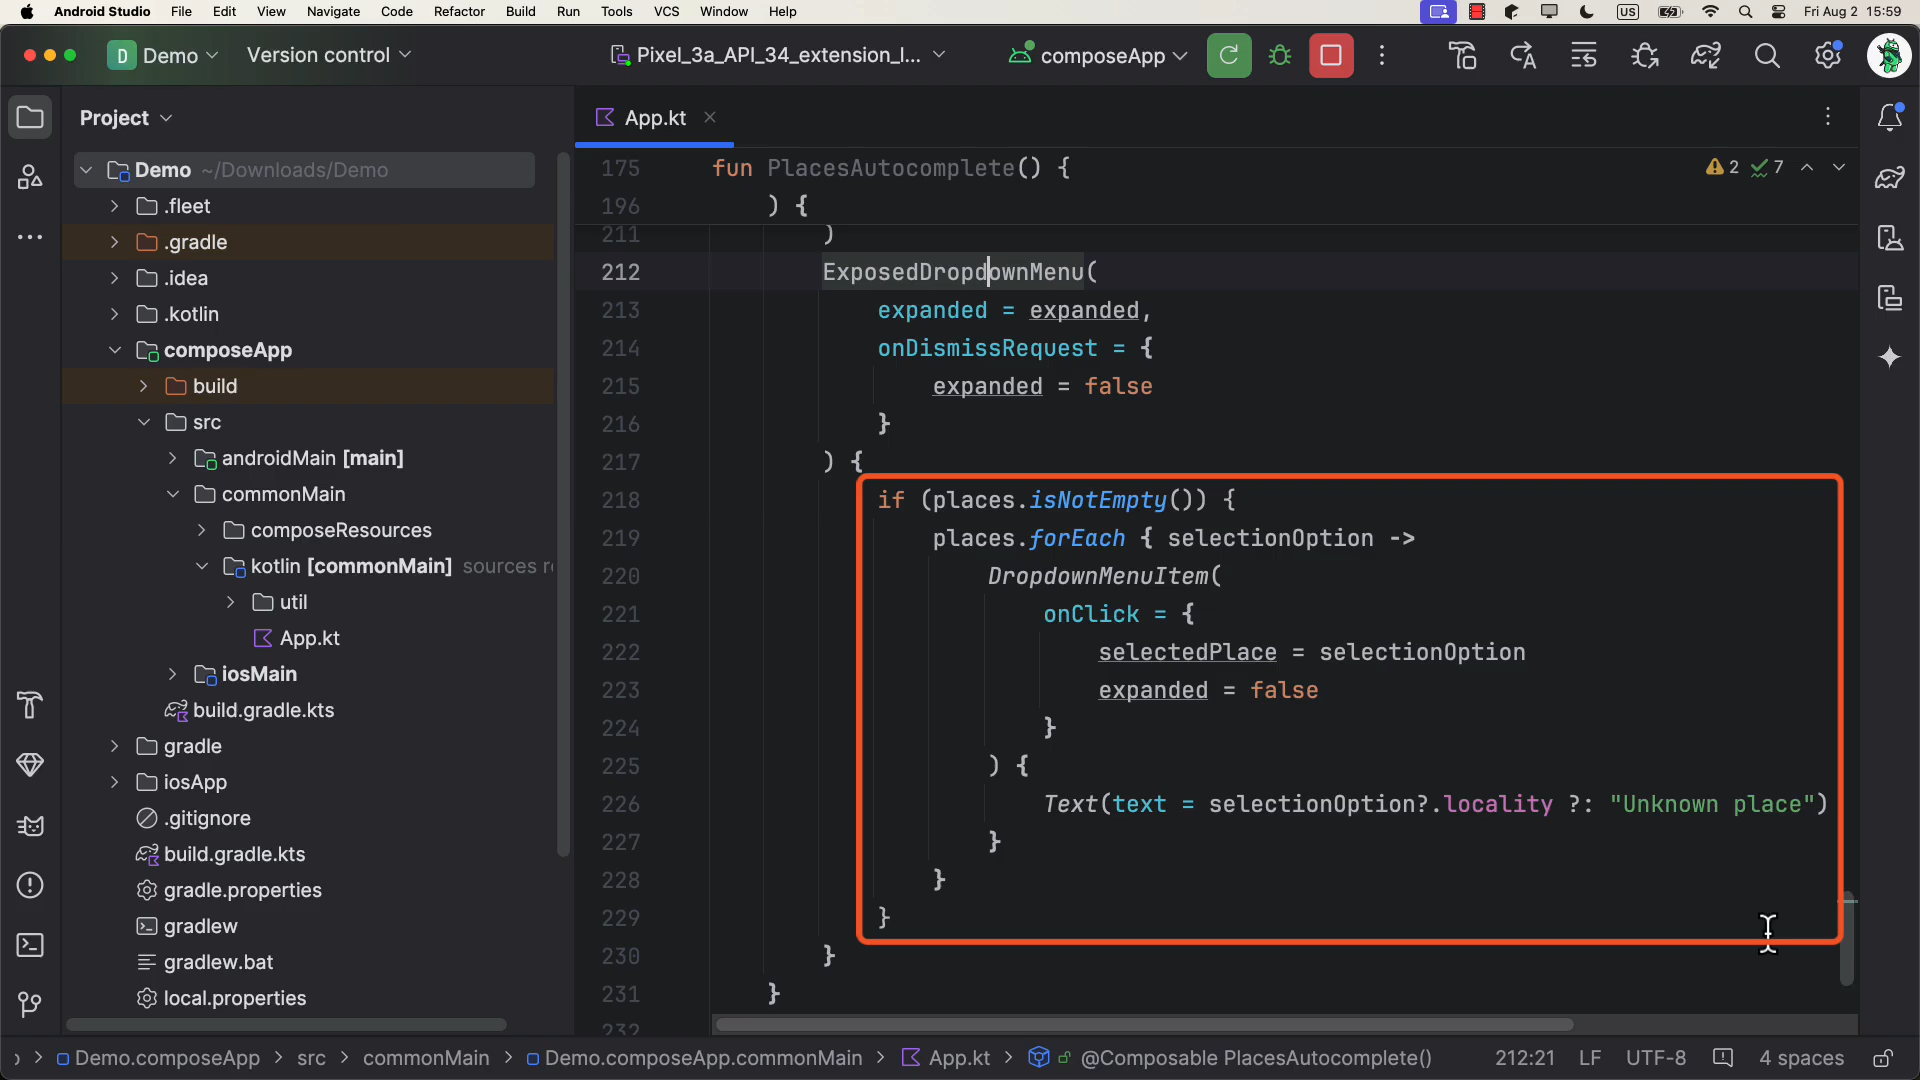 Android Studio File Edit View Navigate Code Refactor Build Run Tools VCS Window Help US Fri Aug 2 15:59
D Demo Version control Pixel_3a_API_34_extension_l... composeApp
Project
App.kt
Demo ~/Downloads/Demo
.fleet
.gradle
.idea
.kotlin
composeApp
build
src
androidMain [main]
commonMain
composeResources
kotlin [commonMain] sources
util
App.kt
iosMain
build.gradle.kts
gradle
iosApp
.gitignore
build.gradle.kts
gradle.properties
gradlew
gradlew.bat
local.properties
175 fun PlacesAutocomplete() { 2 7
196 ) {
211 )
212 ExposedDropdownMenu(
213 expanded = expanded,
214 onDismissRequest = {
215 expanded = false
216 }
217 ) {
218 if (places.isNotEmpty()) {
219 places.forEach { selectionOption ->
220 DropdownMenuItem(
221 onClick = {
222 selectedPlace = selectionOption
223 expanded = false
224 }
225 ) {
226 Text(text = selectionOption?.locality ?: "Unknown place")
227 }
228 }
229 }
230 }
231 }
232
Demo.composeApp > src > commonMain > Demo.composeApp.commonMain > App.kt > @Composable PlacesAutocomplete() 212:21 LF UTF-8 4 spaces